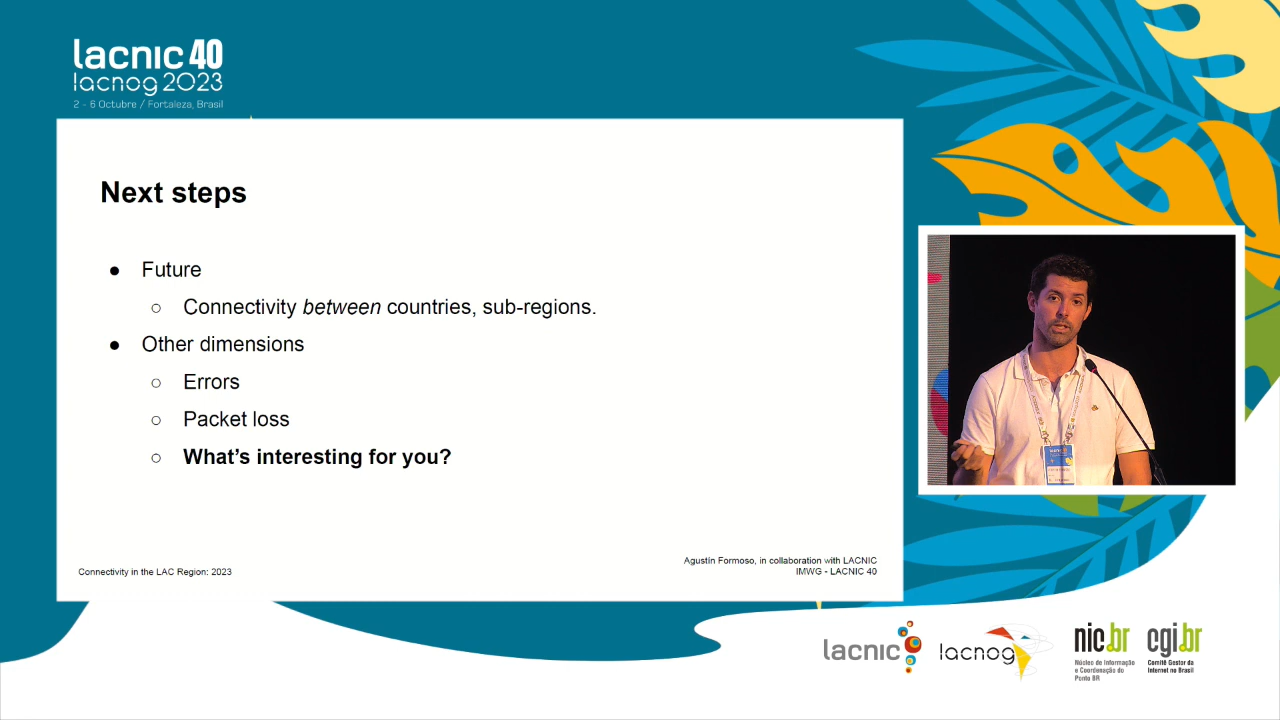 lacnic 40
lacnog 2023
2 - 6 Octubre / Fortaleza, Brasil
Next steps
● Future
○ Connectivity between countries, sub-regions.
● Other dimensions
○ Errors
○ Packet loss
○ What's interesting for you?
Connectivity in the LAC Region: 2023
Agustín Formoso, in collaboration with LACNIC
IMWG - LACNIC 40
lacnic
lacnog
nic.br
Núcleo de Informação
e Coordenação do
Ponto BR
cgi.br
Comitê Gestor da
Internet no Brasil